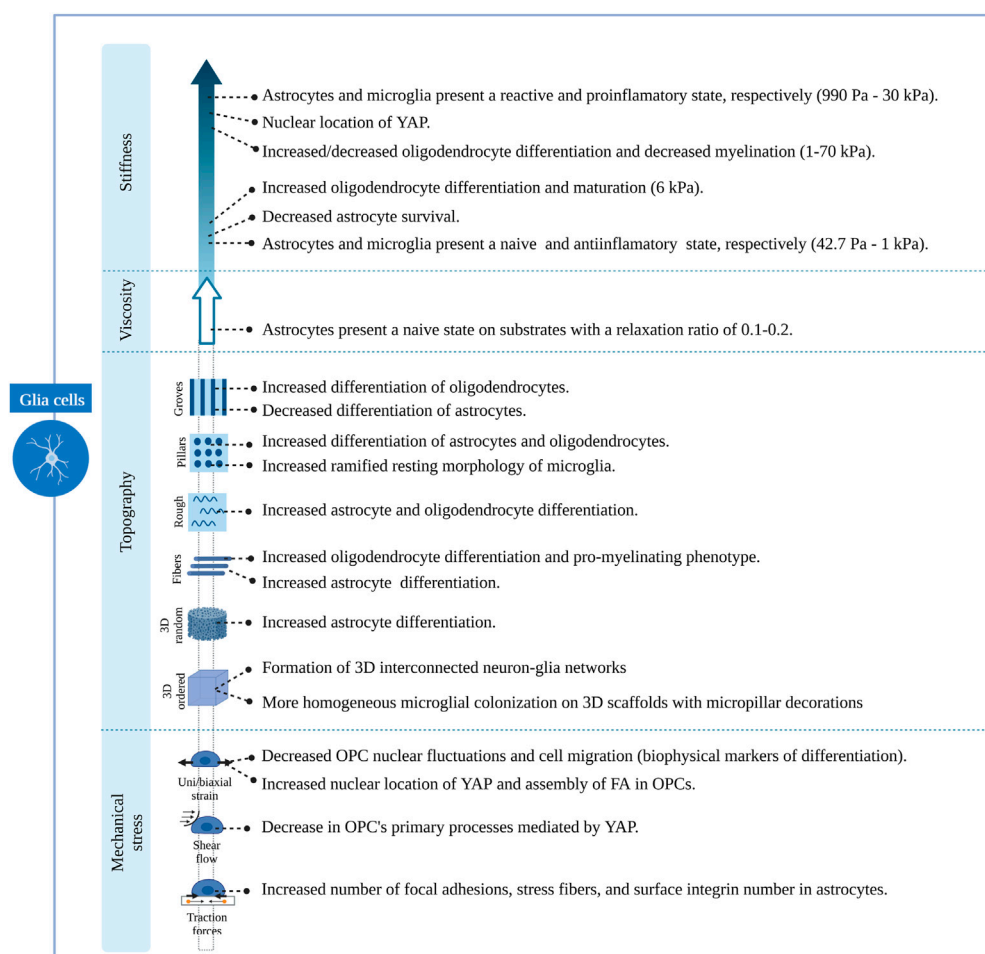 Stiffness
Astrocytes and microglia present a reactive and proinflamatory state, respectively (990 Pa - 30 kPa).
Nuclear location of YAP.
Increased/decreased oligodendrocyte differentiation and decreased myelination (1-70 kPa).
Increased oligodendrocyte differentiation and maturation (6 kPa).
Decreased astrocyte survival.
Astrocytes and microglia present a naive and antiinflamatory state, respectively (42.7 Pa - 1 kPa).
Viscosity
Astrocytes present a naive state on substrates with a relaxation ratio of 0.1-0.2.
Glia cells
Topography
Groves
Increased differentiation of oligodendrocytes.
Decreased differentiation of astrocytes.
Pillars
Increased differentiation of astrocytes and oligodendrocytes.
Increased ramified resting morphology of microglia.
Rough
Increased astrocyte and oligodendrocyte differentiation.
Fibers
Increased oligodendrocyte differentiation and pro-myelinating phenotype.
Increased astrocyte differentiation.
3D
random
Increased astrocyte differentiation.
3D
ordered
Formation of 3D interconnected neuron-glia networks
More homogeneous microglial colonization on 3D scaffolds with micropillar decorations
Mechanical
stress
Uni/biaxial
strain
Decreased OPC nuclear fluctuations and cell migration (biophysical markers of differentiation).
Increased nuclear location of YAP and assembly of FA in OPCs.
Shear
flow
Decrease in OPC's primary processes mediated by YAP.
Traction
forces
Increased number of focal adhesions, stress fibers, and surface integrin number in astrocytes.